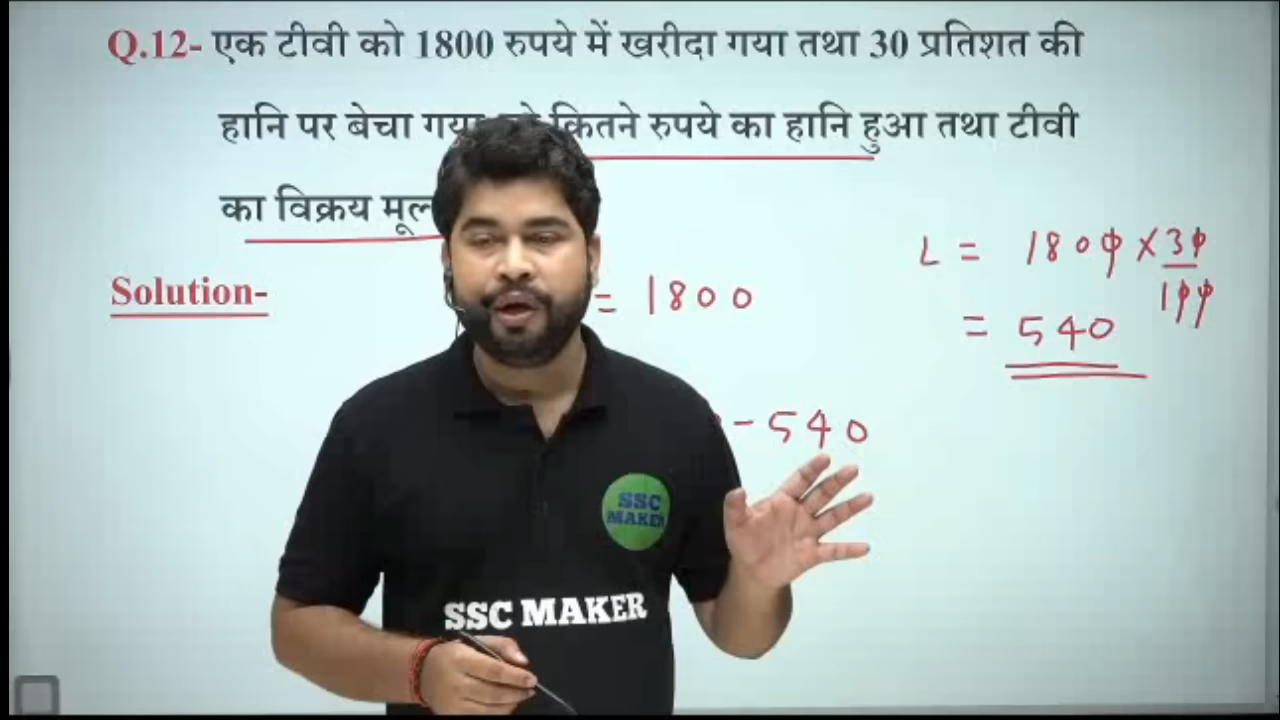 Q.12- एक टीवी को 1800 रुपये में खरीदा गया तथा 30 प्रतिशत की
हानि पर बेचा गया कितने रुपये का हानि हुआ तथा टीवी
का विक्रय
Solution-
= 1800
- 540
L = 1800 × 30
100
= 540
SSC
MAKER
SSC MAKER